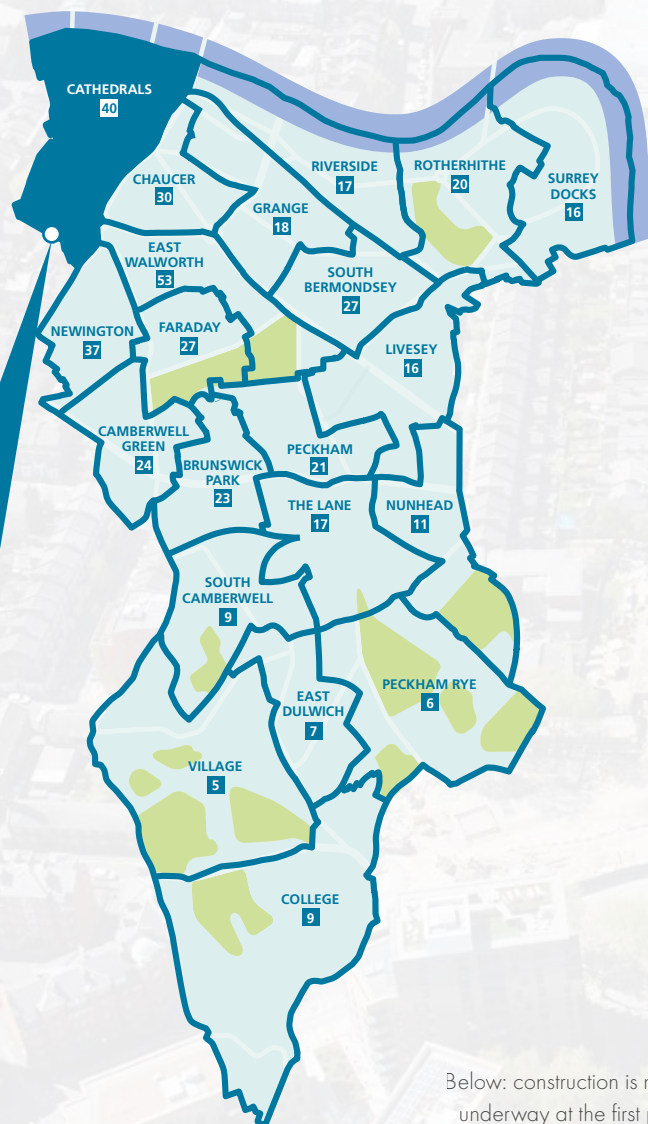 CATHEDRALS
40
CHAUCER
30
RIVERSIDE
17
ROTHERHITHE
20
SURREY
DOCKS
16
GRANGE
18
EAST
WALWORTH
53
SOUTH
BERMONDSEY
27
NEWINGTON
37
FARADAY
27
LIVESEY
16
CAMBERWELL
GREEN
24
BRUNSWICK
PARK
23
PECKHAM
21
THE LANE
17
NUNHEAD
11
SOUTH
CAMBERWELL
9
EAST
DULWICH
7
PECKHAM RYE
6
VILLAGE
5
COLLEGE
9
Below: construction is
underway at the first